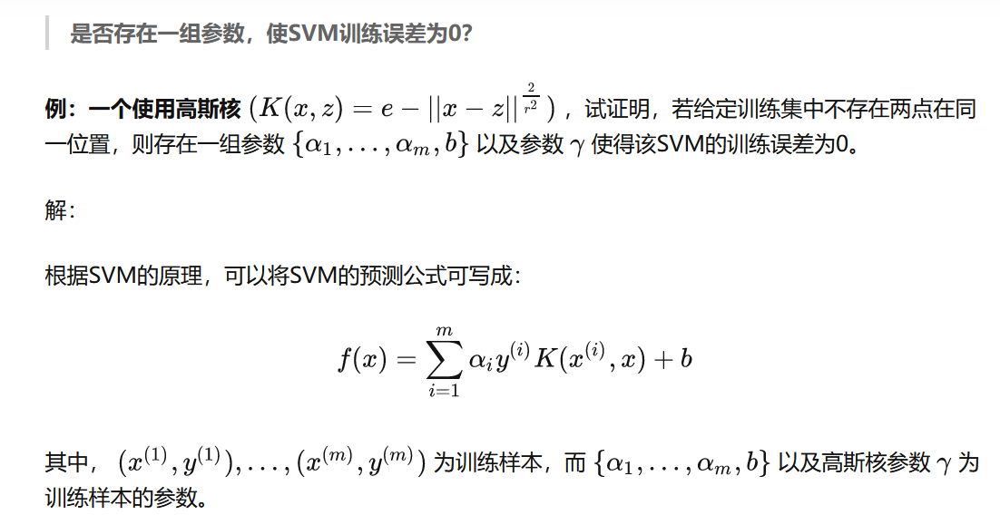 是否存在一组参数，使SVM训练误差为0？
例：一个使用高斯核 $(K(x,z)=e-||x-z||^{\frac{2}{r^2}})$ ，试证明，若给定训练集中不存在两点在同
一位置，则存在一组参数 $\{\alpha_1,\ldots,\alpha_m,b\}$ 以及参数 $\gamma$ 使得该SVM的训练误差为0。
解：
根据SVM的原理，可以将SVM的预测公式可写成：
$f(x)=\sum_{i=1}^{m}\alpha_i y^{(i)}K(x^{(i)},x)+b$
其中， $(x^{(1)},y^{(1)}),\ldots,(x^{(m)},y^{(m)})$ 为训练样本，而 $\{\alpha_1,\ldots,\alpha_m,b\}$ 以及高斯核参数 $\gamma$ 为
训练样本的参数。